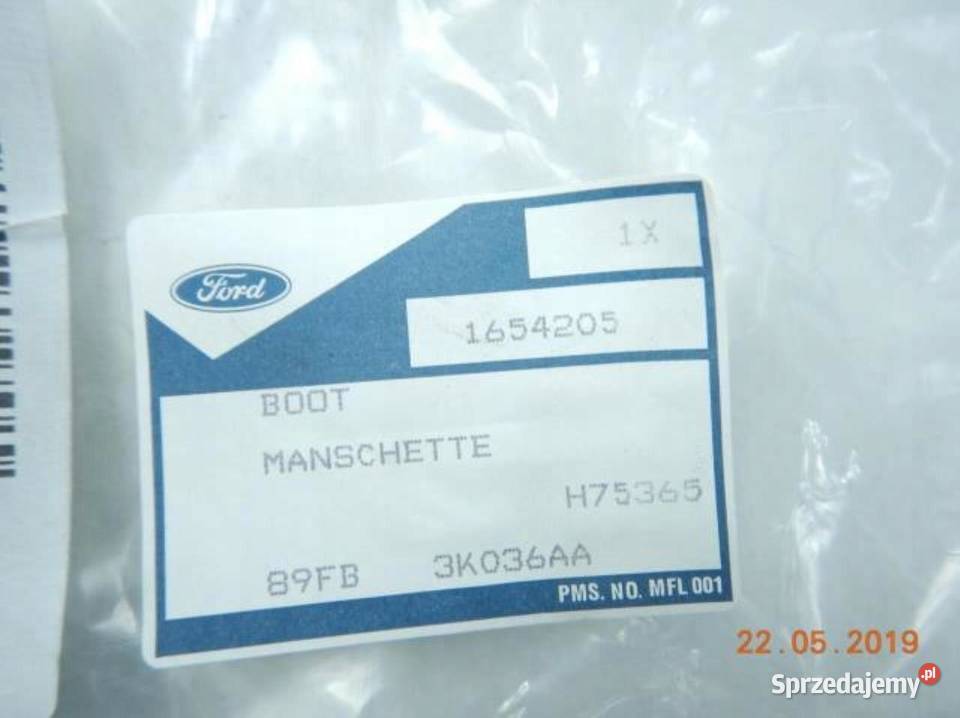 1X
Ford
1654205
BOOT
MANSCHETTE
H75365
89FB 3K036AA
PMS. NO. MFL 001
22.05.2019
Sprzedajemy.pl